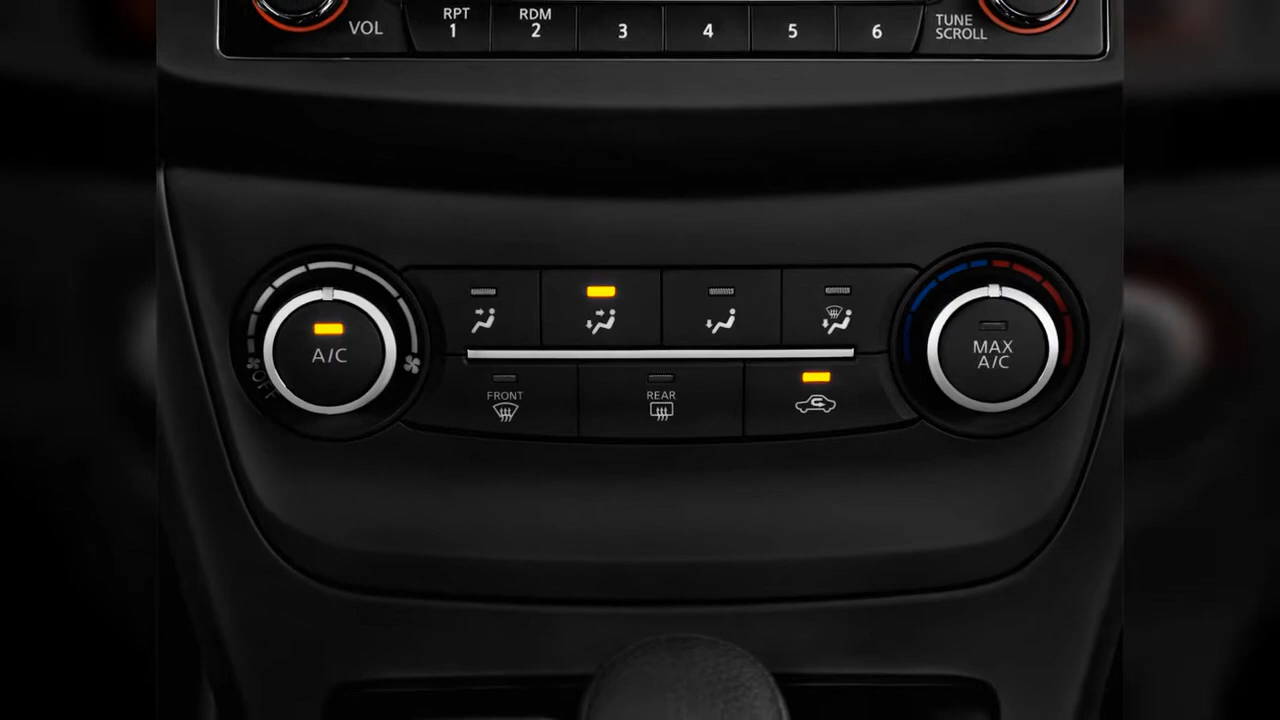 VOL
RPT
1
RDM
2
3
4
5
6
TUNE
SCROLL
A/C
OFF
FRONT
REAR
MAX
A/C